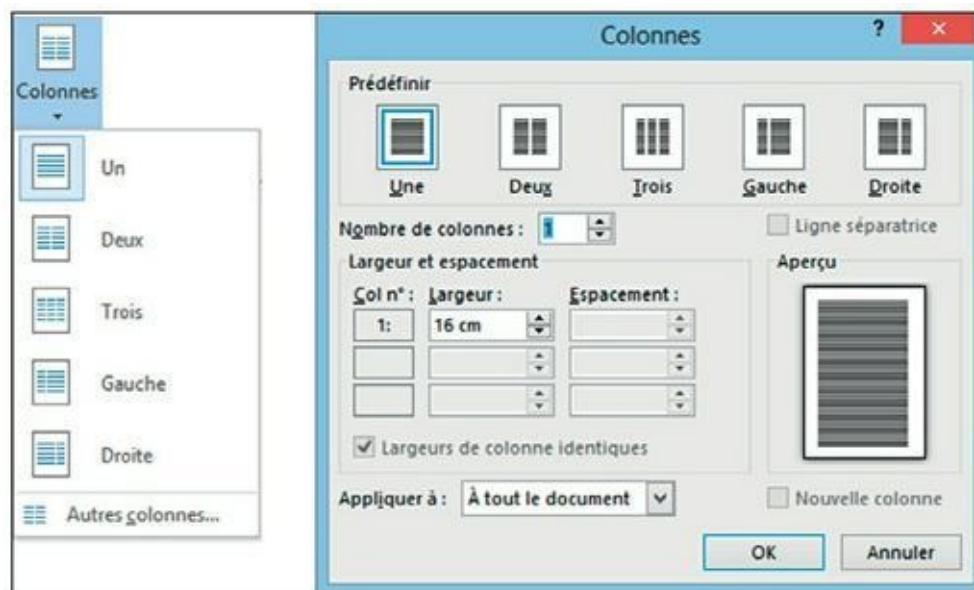 Colonnes
Un
Deux
Trois
Gauche
Droite
Autres colonnes...
Colonnes ? ×
Prédéfinir
Une Deux Trois Gauche Droite
Nombre de colonnes : 1 Ligne séparatrice
Largeur et espacement Aperçu
Col n° : Largeur : Espacement :
1: 16 cm
Largeurs de colonne identiques
Appliquer à : À tout le document Nouvelle colonne
OK Annuler